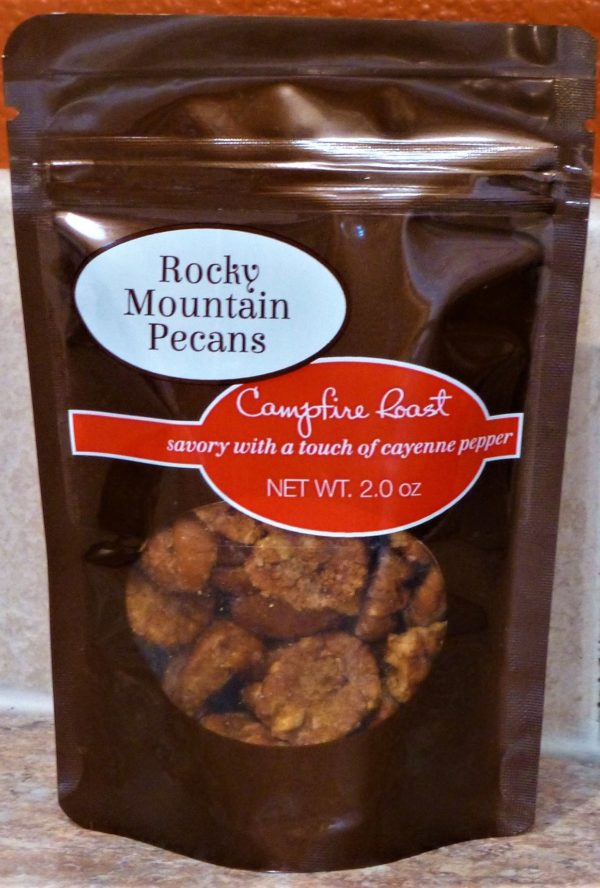 Rocky
Mountain
Pecans
Campfire Roast
savory with a touch of cayenne pepper
NET WT. 2.0 oz